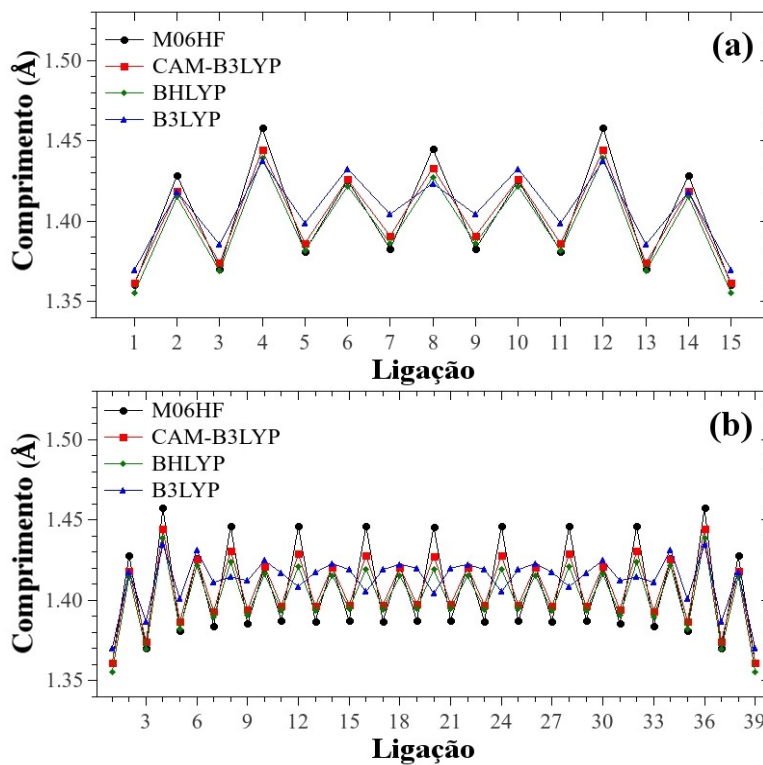 (a)
M06HF
CAM-B3LYP
BHLYP
B3LYP
Comprimento (Å)
1.50
1.45
1.40
1.35
1 2 3 4 5 6 7 8 9 10 11 12 13 14 15
Ligação
(b)
M06HF
CAM-B3LYP
BHLYP
B3LYP
Comprimento (Å)
1.50
1.45
1.40
1.35
3 6 9 12 15 18 21 24 27 30 33 36 39
Ligação